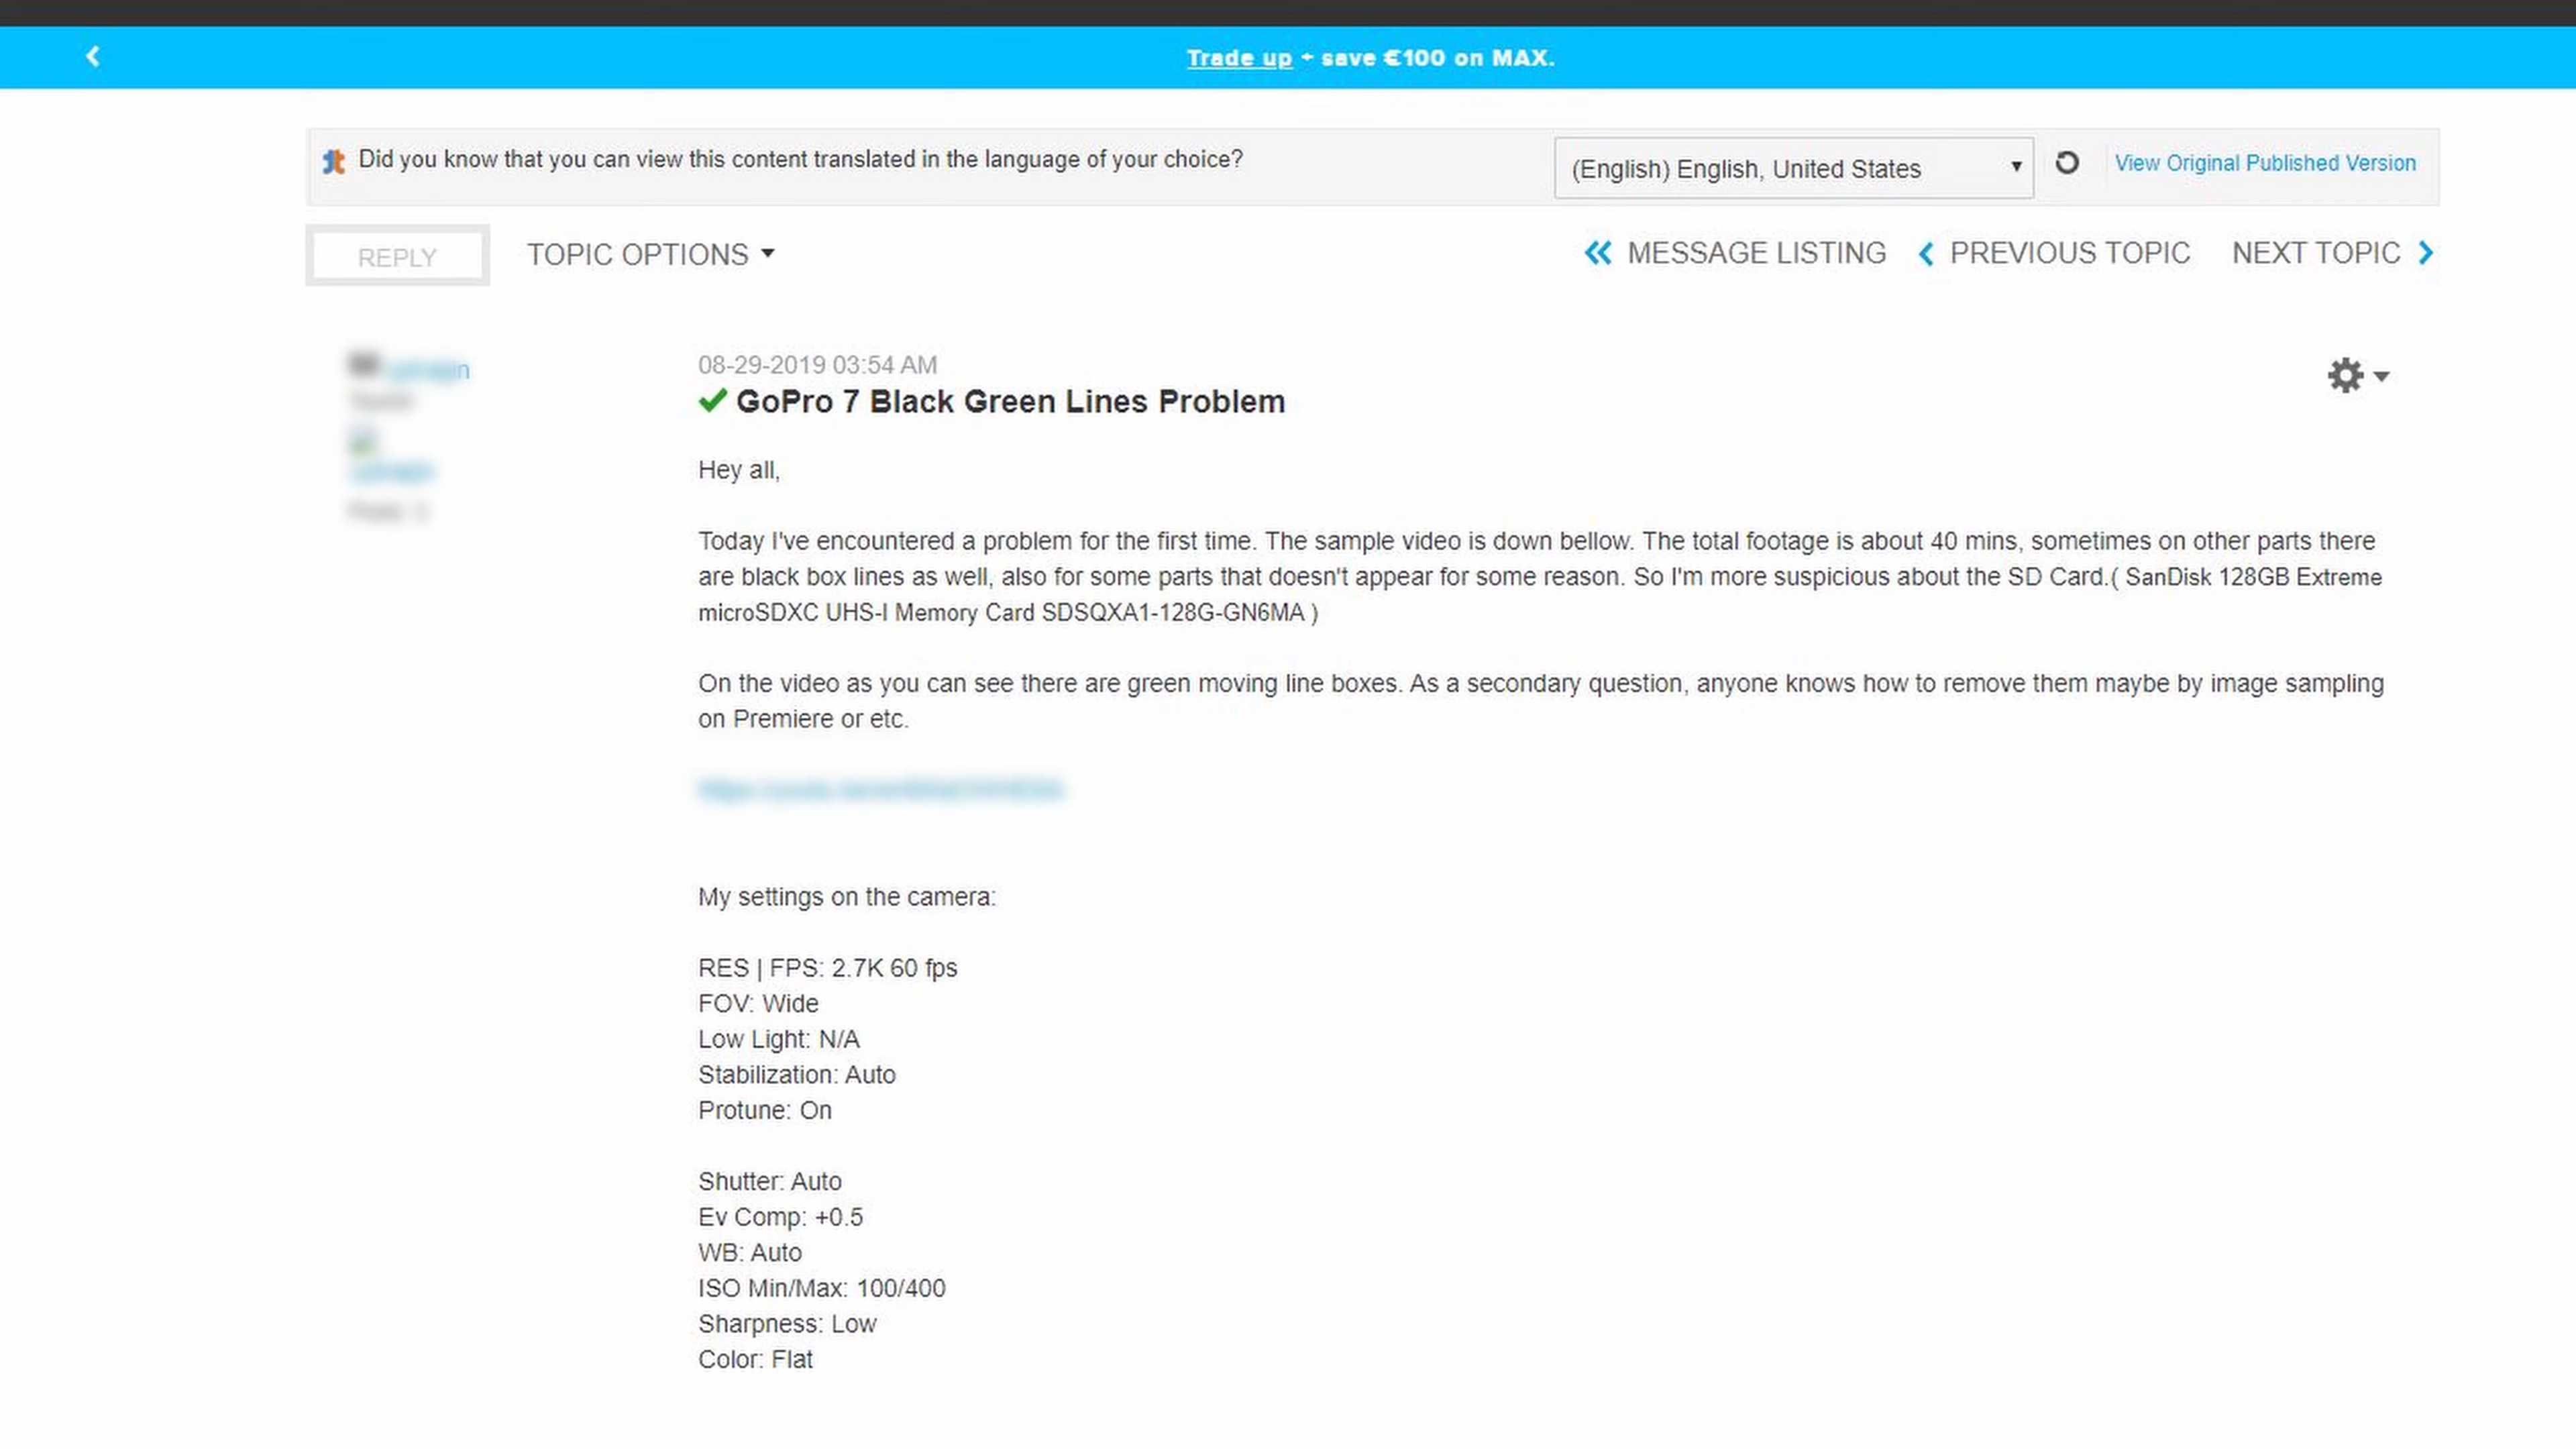 Trade up + save €100 on MAX.
Did you know that you can view this content translated in the language of your choice?
(English) English, United States
View Original Published Version
REPLY
TOPIC OPTIONS
MESSAGE LISTING
PREVIOUS TOPIC
NEXT TOPIC
08-29-2019 03:54 AM
GoPro 7 Black Green Lines Problem
Hey all,
Today I've encountered a problem for the first time. The sample video is down bellow. The total footage is about 40 mins, sometimes on other parts there
are black box lines as well, also for some parts that doesn't appear for some reason. So I'm more suspicious about the SD Card.( SanDisk 128GB Extreme
microSDXC UHS-I Memory Card SDSQXA1-128G-GN6MA )
On the video as you can see there are green moving line boxes. As a secondary question, anyone knows how to remove them maybe by image sampling
on Premiere or etc.
My settings on the camera:
RES | FPS: 2.7K 60 fps
FOV: Wide
Low Light: N/A
Stabilization: Auto
Protune: On
Shutter: Auto
Ev Comp: +0.5
WB: Auto
ISO Min/Max: 100/400
Sharpness: Low
Color: Flat